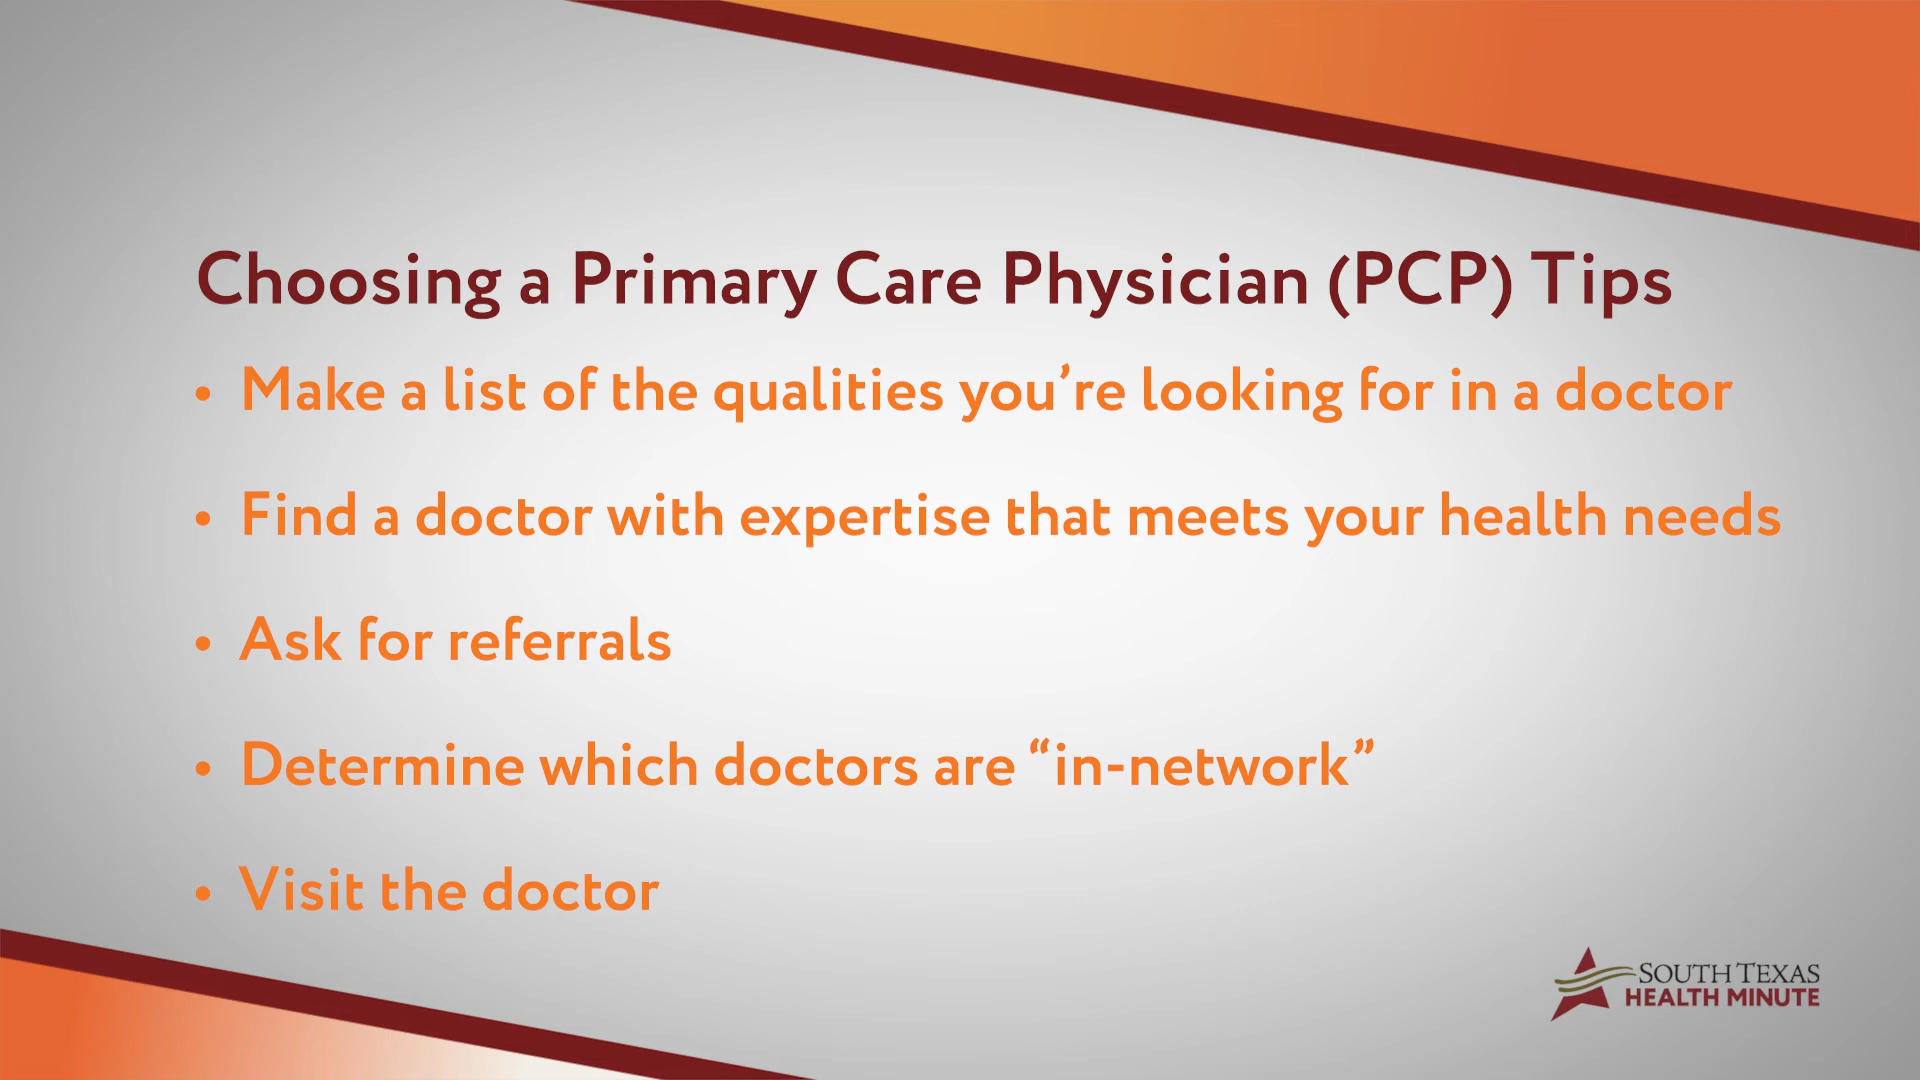 Choosing a Primary Care Physician (PCP) Tips
• Make a list of the qualities you’re looking for in a doctor
• Find a doctor with expertise that meets your health needs
• Ask for referrals
• Determine which doctors are “in-network”
• Visit the doctor
SOUTH TEXAS
HEALTH MINUTE